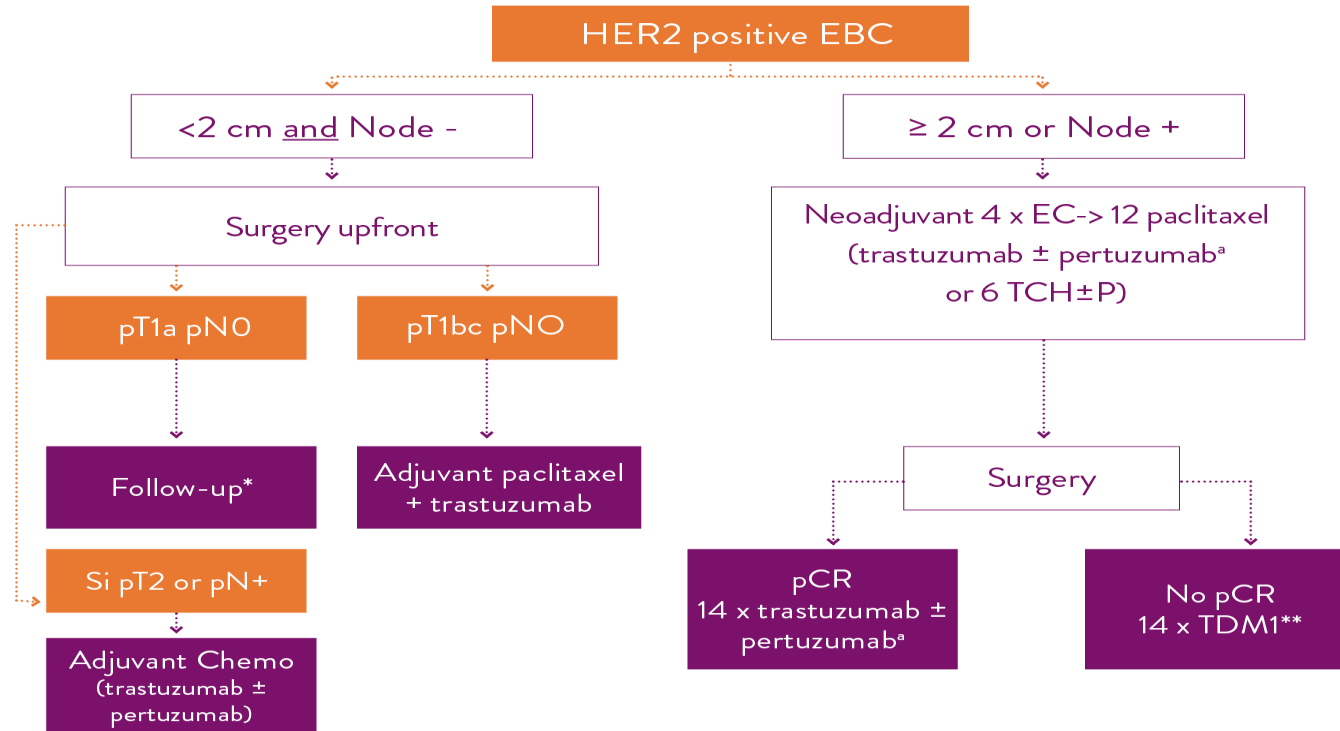 HER2 positive EBC
<2 cm and Node -
≥ 2 cm or Node +
Surgery upfront
Neoadjuvant 4 x EC-> 12 paclitaxel
(trastuzumab ± pertuzumabª
or 6 TCH±P)
pT1a pN0
pT1bc pNO
Follow-up*
Adjuvant paclitaxel
+ trastuzumab
Surgery
Si pT2 or pN+
Adjuvant Chemo
(trastuzumab ±
pertuzumab)
pCR
14 x trastuzumab ±
pertuzumabª
No pCR
14 x TDM1**